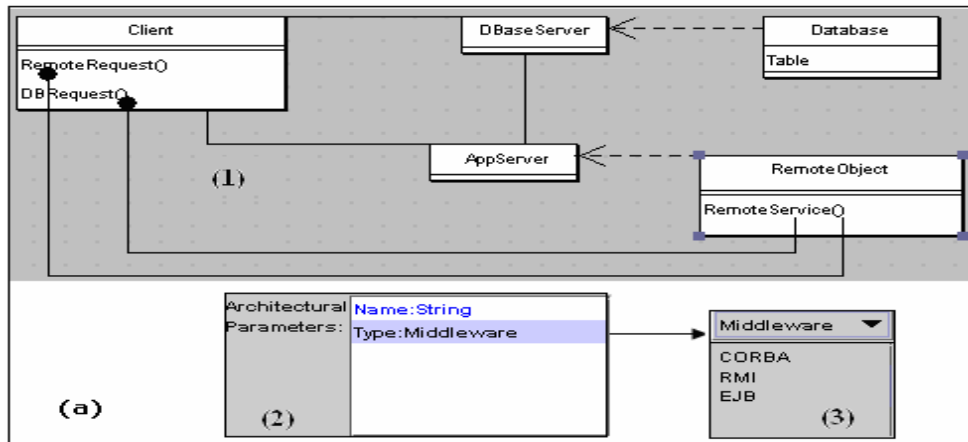 Client
RemoteRequest()
DBRequest()
DBaseServer
Database
Table
AppServer
RemoteObject
RemoteService()
(1)
Architectural
Parameters:
Name:String
Type:Middleware
(2)
Middleware
CORBA
RMI
EJB
(3)
(a)